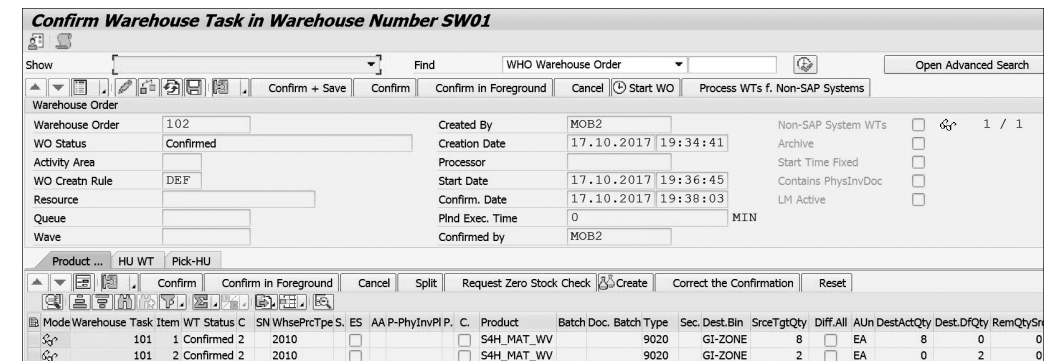 Confirm Warehouse Task in Warehouse Number SW01
Show Find WHO Warehouse Order Open Advanced Search
Confirm + Save Confirm Confirm in Foreground Cancel Start WO Process WTs f. Non-SAP Systems
Warehouse Order
Warehouse Order 102 Created By MOB2 Non-SAP System WTs 1 / 1
WO Status Confirmed Creation Date 17.10.2017 19:34:41 Archive
Activity Area Processor Start Time Fixed
WO Creatn Rule DEF Start Date 17.10.2017 19:36:45 Contains PhysInvDoc
Resource Confirm. Date 17.10.2017 19:38:03 LM Active
Queue Plnd Exec. Time 0 MIN
Wave Confirmed by MOB2
Product ... HU WT Pick-HU
Confirm Confirm in Foreground Cancel Split Request Zero Stock Check Create Correct the Confirmation Reset
Mode Warehouse Task Item WT Status C SN WhsePrcTpe S. ES AA P-PhyInvPl P. C. Product Batch Doc. Batch Type Sec. Dest.Bin SrceTgtQty Diff.All AUn DestActQty Dest.DfQty RemQtySr
101 1 Confirmed 2 2010 S4H_MAT_WV 9020 GI-ZONE 8 EA 8 0
101 2 Confirmed 2 2010 S4H_MAT_WV 9020 GI-ZONE 2 EA 0 2